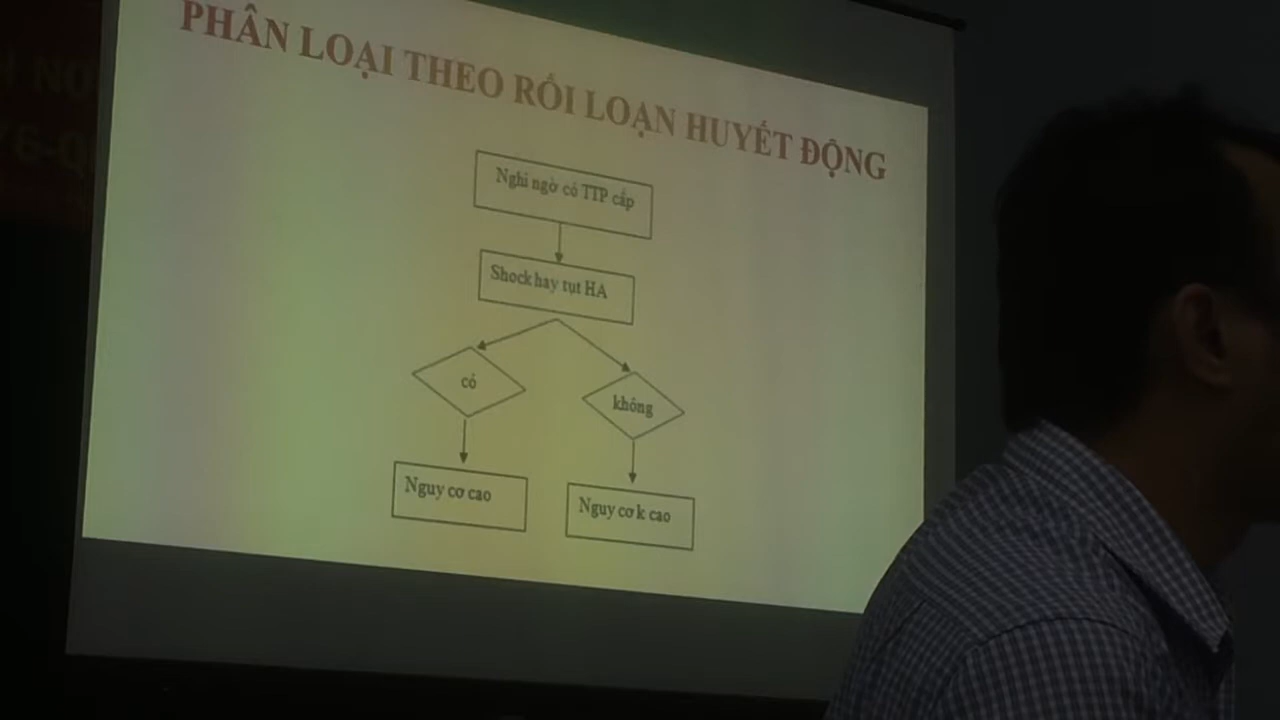 PHÂN LOẠI THEO RỐI LOẠN HUYẾT ĐỘNG
Nghi ngờ có TTP cấp
Shock hay tụt HA
có
không
Nguy cơ cao
Nguy cơ k cao